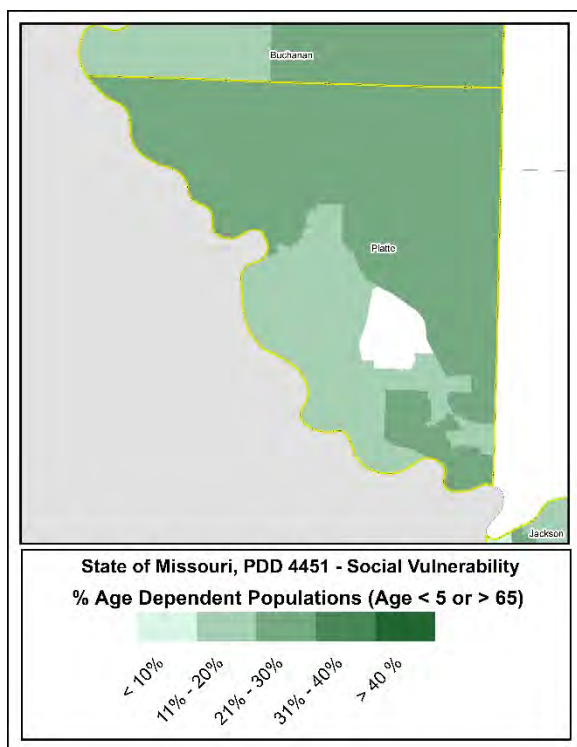 Buchanan
Platte
Jackson
State of Missouri, PDD 4451 - Social Vulnerability
% Age Dependent Populations (Age < 5 or > 65)
< 10%
11% - 20%
21% - 30%
31% - 40%
> 40 %